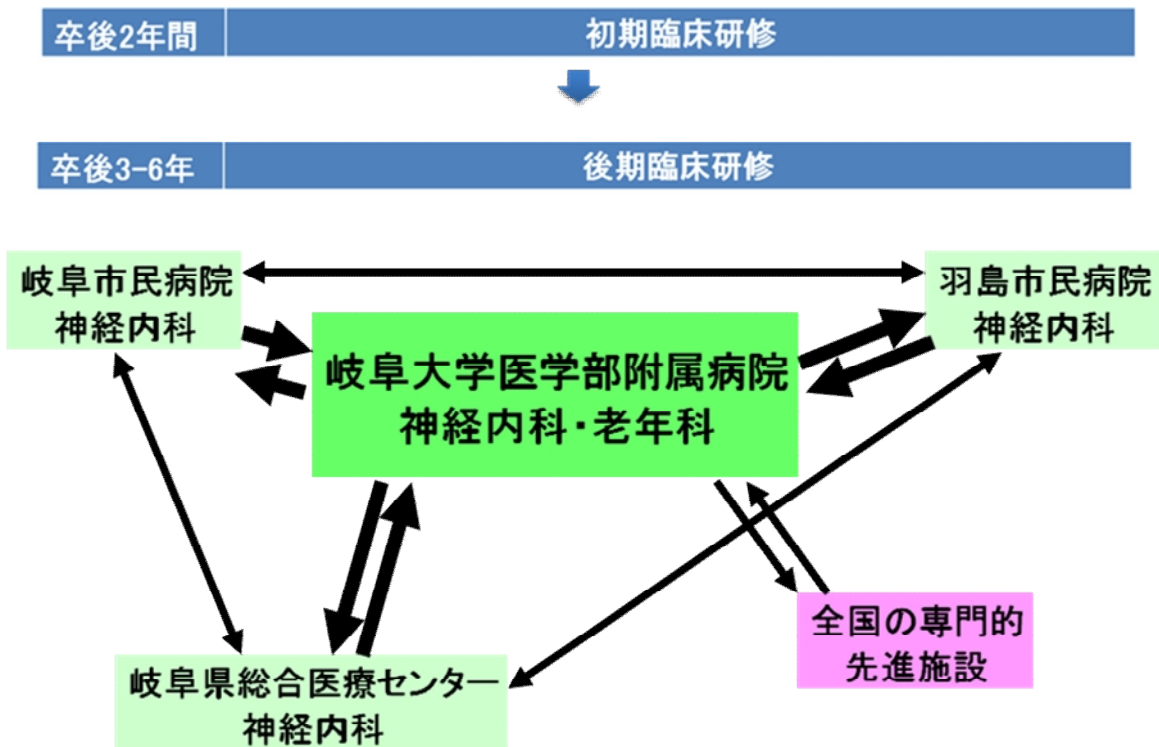 卒後2年間 初期臨床研修
卒後3-6年 後期臨床研修
岐阜市民病院
神経内科
羽島市民病院
神経内科
岐阜大学医学部附属病院
神経内科・老年科
全国の専門的
先進施設
岐阜県総合医療センター
神経内科